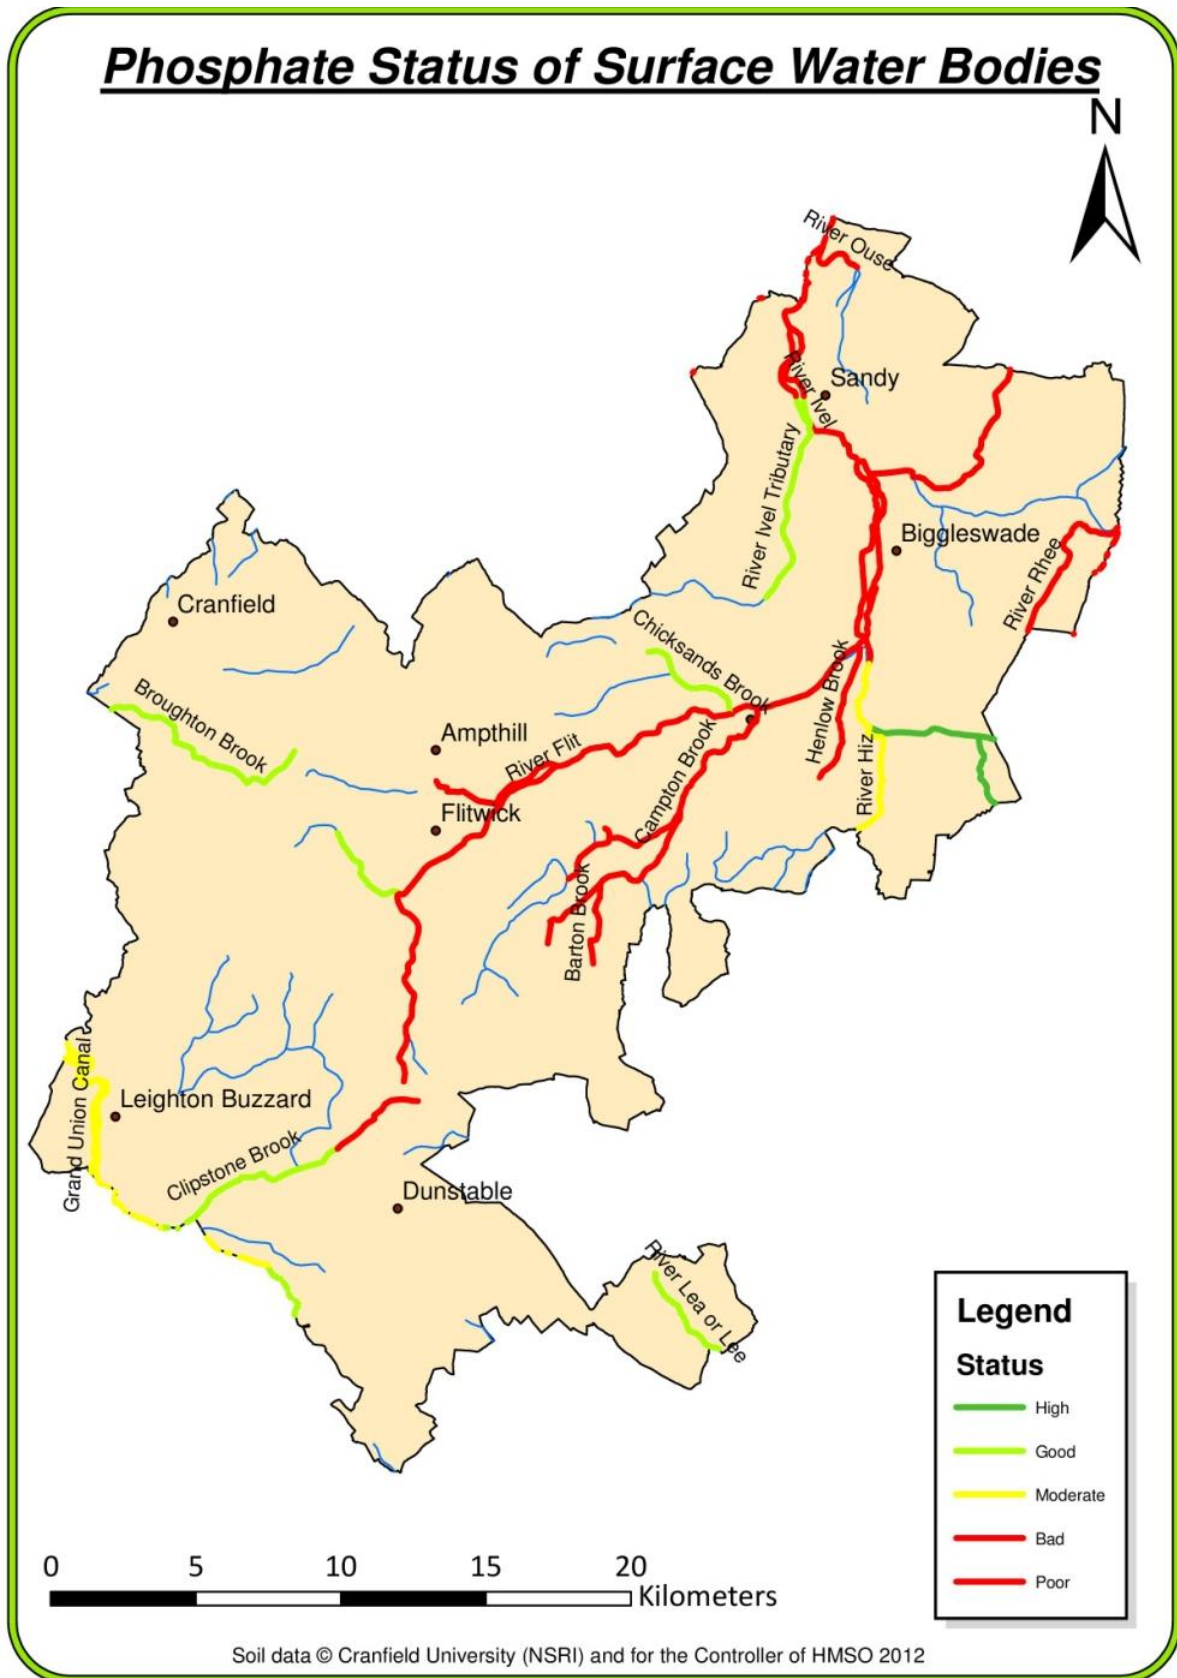 Phosphate Status of Surface Water Bodies
N
River Ouse
River Ivel
Sandy
River Ivel Tributary
Biggleswade
River Rhee
Cranfield
Chicksands Brook
Henlow Brook
Broughton Brook
Ampthill
River Flit
Campton Brook
River Hiz
Flitwick
Barton Brook
Grand Union Canal
Leighton Buzzard
Clipstone Brook
Dunstable
River Lea or Lee
Legend
Status
High
Good
Moderate
Bad
Poor
0 5 10 15 20
Kilometers
Soil data © Cranfield University (NSRI) and for the Controller of HMSO 2012